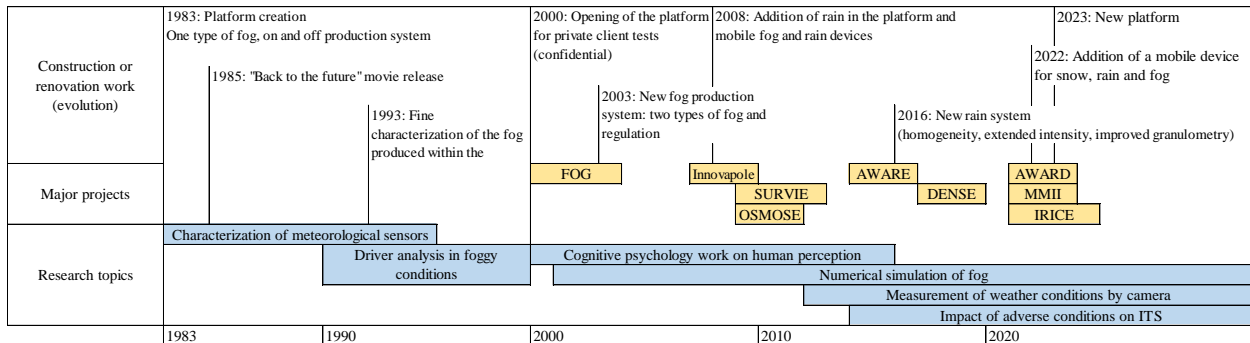 1983: Platform creation
One type of fog, on and off production system
2000: Opening of the platform
for private client tests
(confidential)
2008: Addition of rain in the platform and
mobile fog and rain devices
2023: New platform
Construction or
renovation work
(evolution)
1985: "Back to the future" movie release
2022: Addition of a mobile device
for snow, rain and fog
1993: Fine
characterization of the fog
produced within the
2003: New fog production
system: two types of fog and
regulation
2016: New rain system
(homogeneity, extended intensity, improved granulometry)
Major projects
FOG
Innovapole
AWARE
AWARD
SURVIE
DENSE
MMII
OSMOSE
IRICE
Research topics
Characterization of meteorological sensors
Driver analysis in foggy
conditions
Cognitive psychology work on human perception
Numerical simulation of fog
Measurement of weather conditions by camera
Impact of adverse conditions on ITS
1983
1990
2000
2010
2020